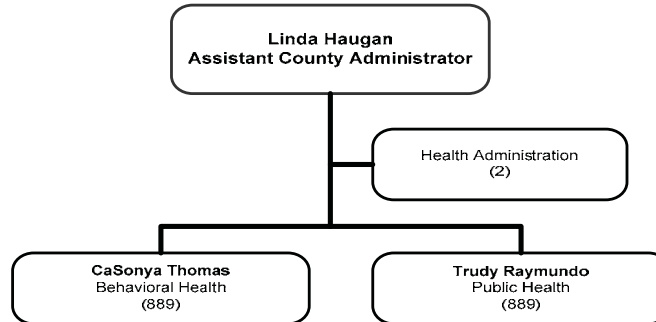 Linda Haugan
Assistant County Administrator
Health Administration
(2)
CaSonya Thomas
Behavioral Health
(889)
Trudy Raymundo
Public Health
(889)